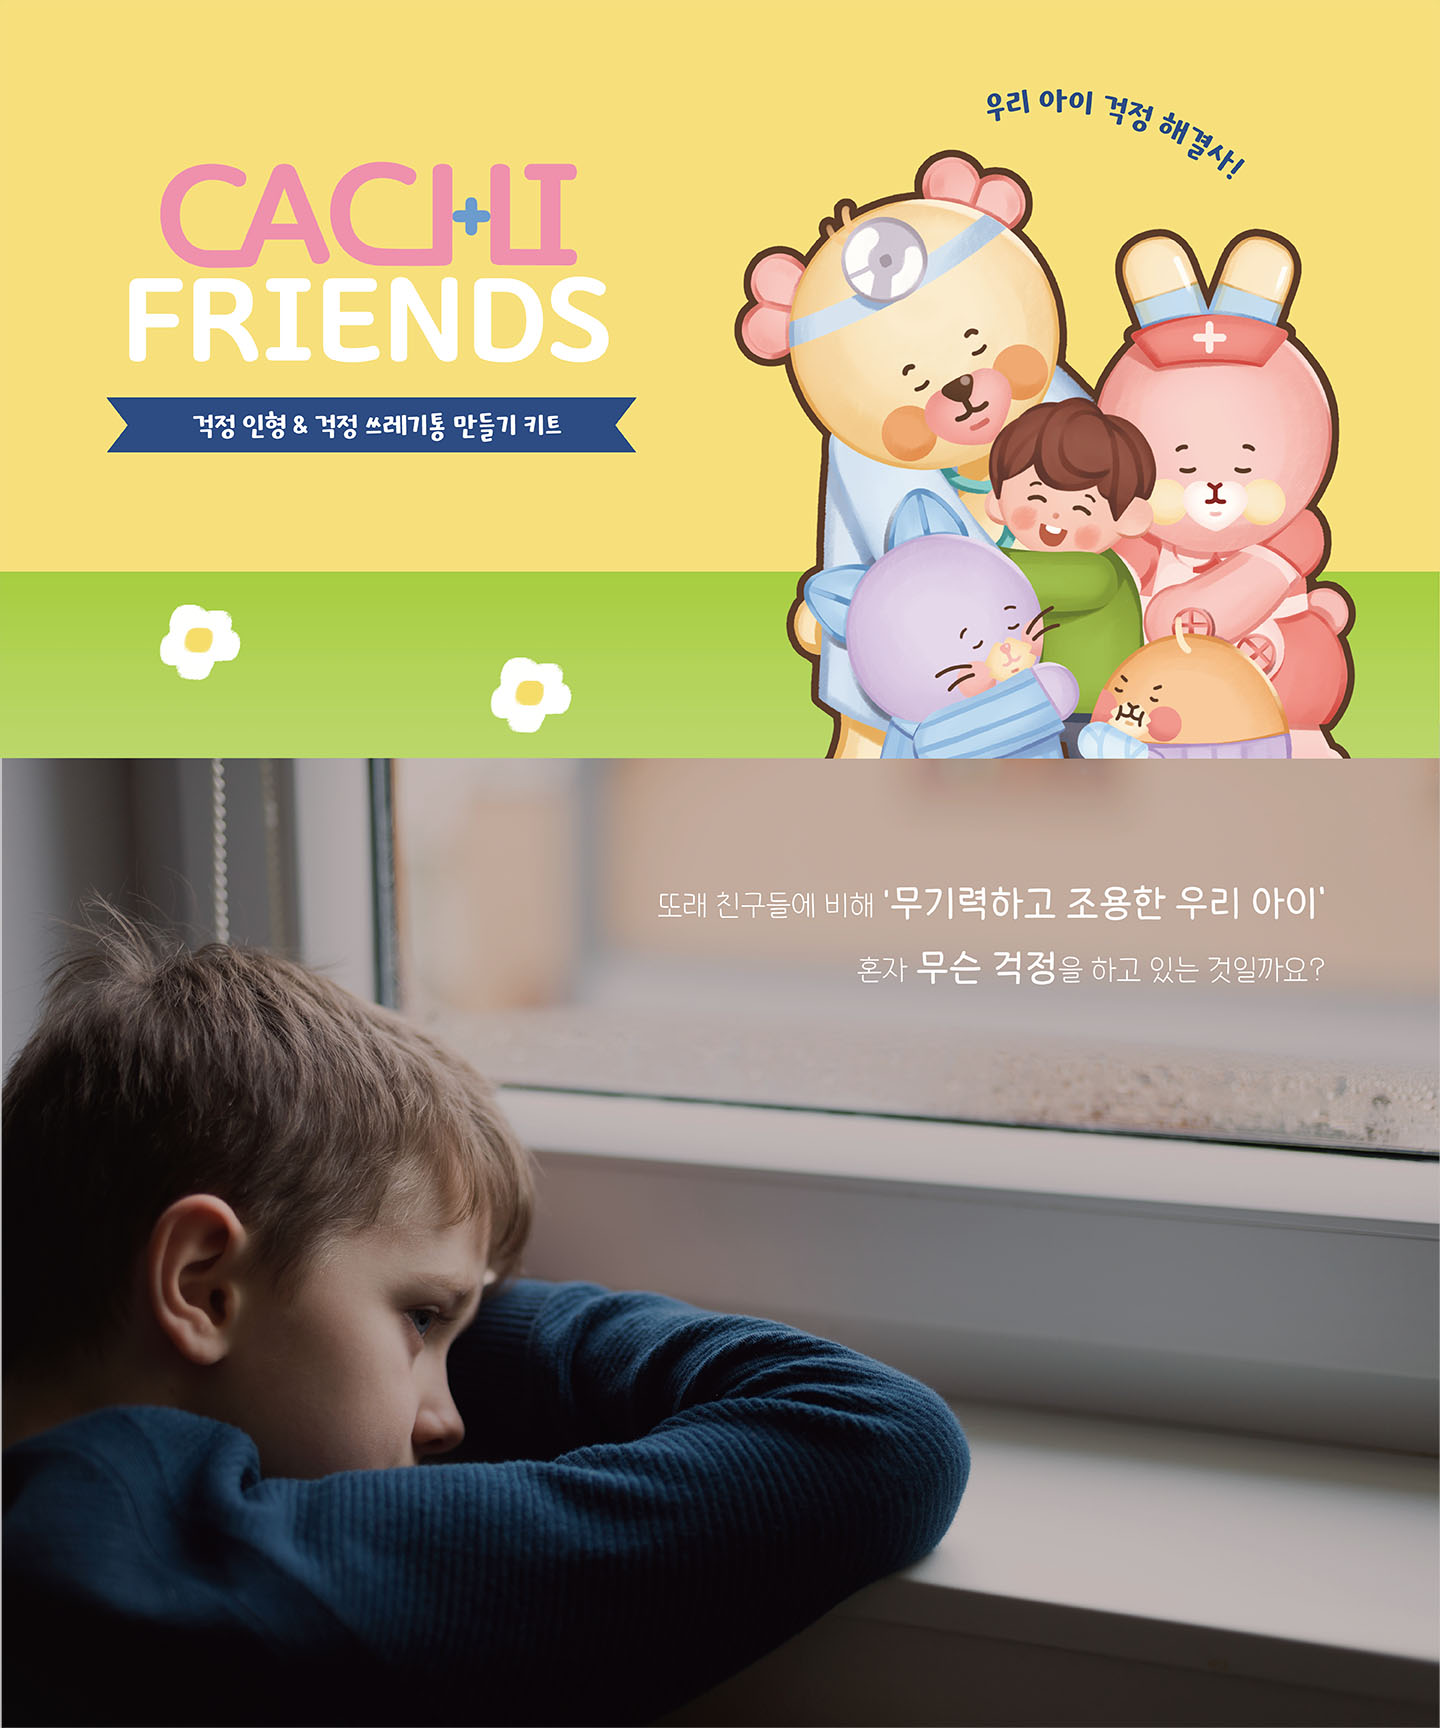 우리 아이 걱정 해결사!
CACHI
FRIENDS
걱정 인형 & 걱정 쓰레기통 만들기 키트
또래 친구들에 비해 '무기력하고 조용한 우리 아이'
혼자 무슨 걱정을 하고 있는 것일까요?